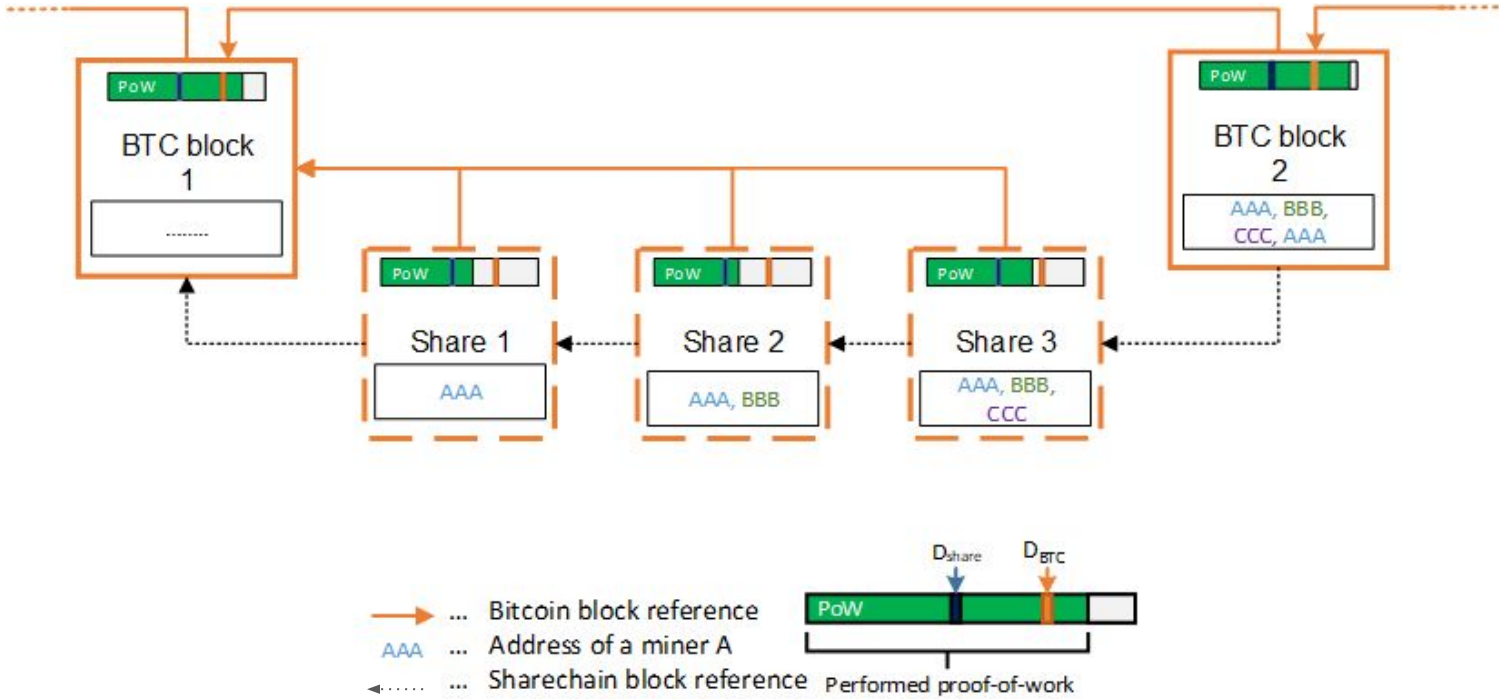 PoW
BTC block
1
........
PoW
BTC block
2
AAA, BBB,
CCC, AAA
PoW
Share 1
AAA
PoW
Share 2
AAA, BBB
PoW
Share 3
AAA, BBB,
CCC
... Bitcoin block reference
AAA ... Address of a miner A
... Sharechain block reference
Dshare
DBTC
PoW
Performed proof-of-work